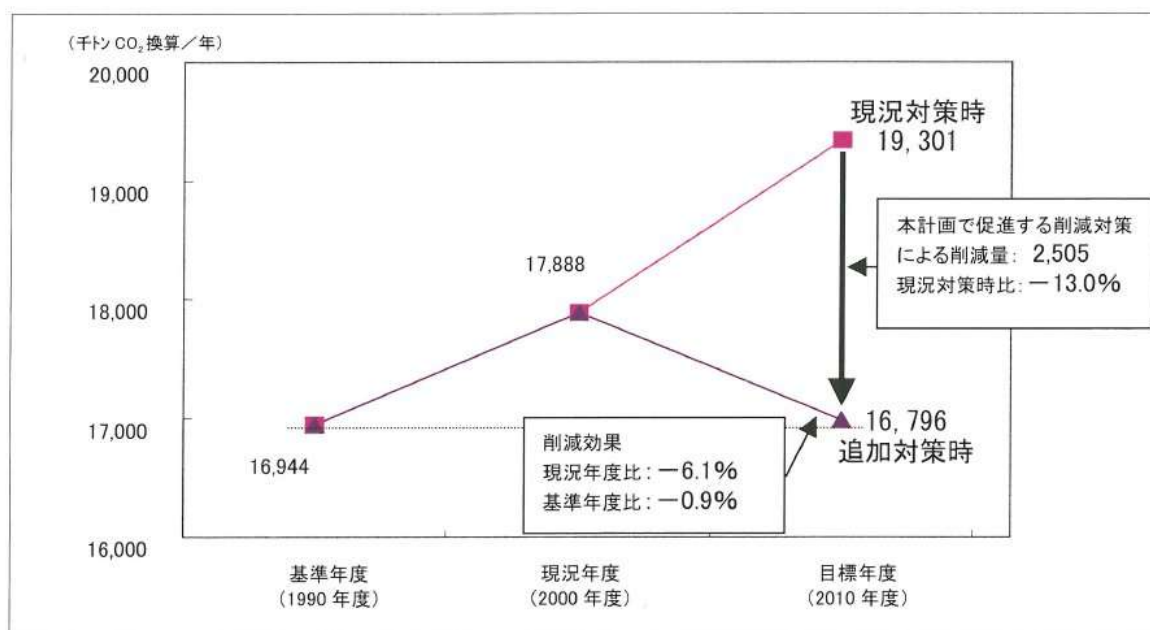 (千トン CO₂換算/年)
20,000
19,000
18,000
17,000
16,000
現況対策時
19,301
本計画で促進する削減対策
による削減量: 2,505
現況対策時比: −13.0%
17,888
16,944
削減効果
現況年度比: −6.1%
基準年度比: −0.9%
16,796
追加対策時
基準年度
(1990 年度)
現況年度
(2000 年度)
目標年度
(2010 年度)